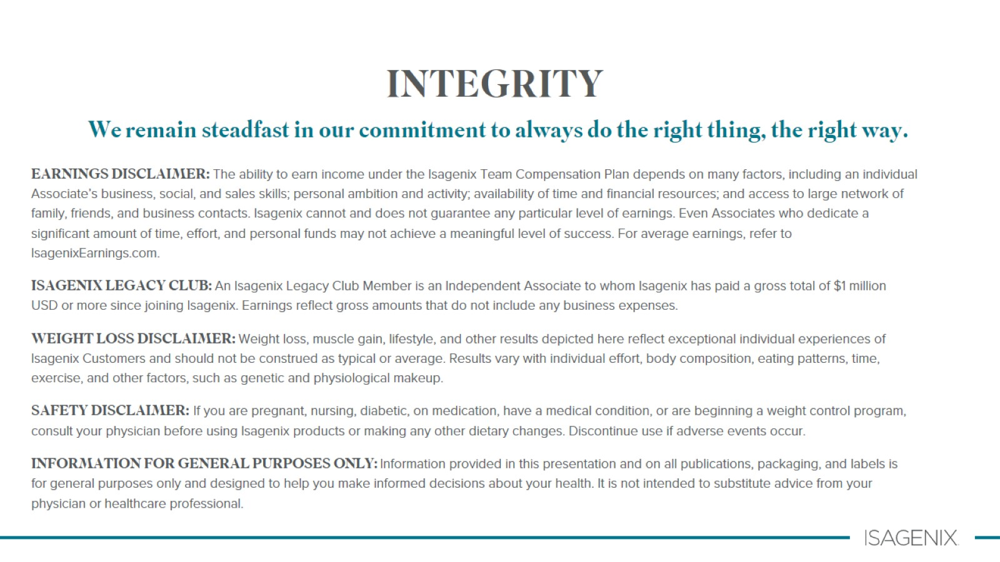 INTEGRITY
We remain steadfast in our commitment to always do the right thing, the right way.
EARNINGS DISCLAIMER: The ability to earn income under the Isagenix Team Compensation Plan depends on many factors, including an individual
Associate’s business, social, and sales skills; personal ambition and activity; availability of time and financial resources; and access to large network of
family, friends, and business contacts. Isagenix cannot and does not guarantee any particular level of earnings. Even Associates who dedicate a
significant amount of time, effort, and personal funds may not achieve a meaningful level of success. For average earnings, refer to
IsagenixEarnings.com.
ISAGENIX LEGACY CLUB: An Isagenix Legacy Club Member is an Independent Associate to whom Isagenix has paid a gross total of $1 million
USD or more since joining Isagenix. Earnings reflect gross amounts that do not include any business expenses.
WEIGHT LOSS DISCLAIMER: Weight loss, muscle gain, lifestyle, and other results depicted here reflect exceptional individual experiences of
Isagenix Customers and should not be construed as typical or average. Results vary with individual effort, body composition, eating patterns, time,
exercise, and other factors, such as genetic and physiological makeup.
SAFETY DISCLAIMER: If you are pregnant, nursing, diabetic, on medication, have a medical condition, or are beginning a weight control program,
consult your physician before using Isagenix products or making any other dietary changes. Discontinue use if adverse events occur.
INFORMATION FOR GENERAL PURPOSES ONLY: Information provided in this presentation and on all publications, packaging, and labels is
for general purposes only and designed to help you make informed decisions about your health. It is not intended to substitute advice from your
physician or healthcare professional.
ISAGENIX